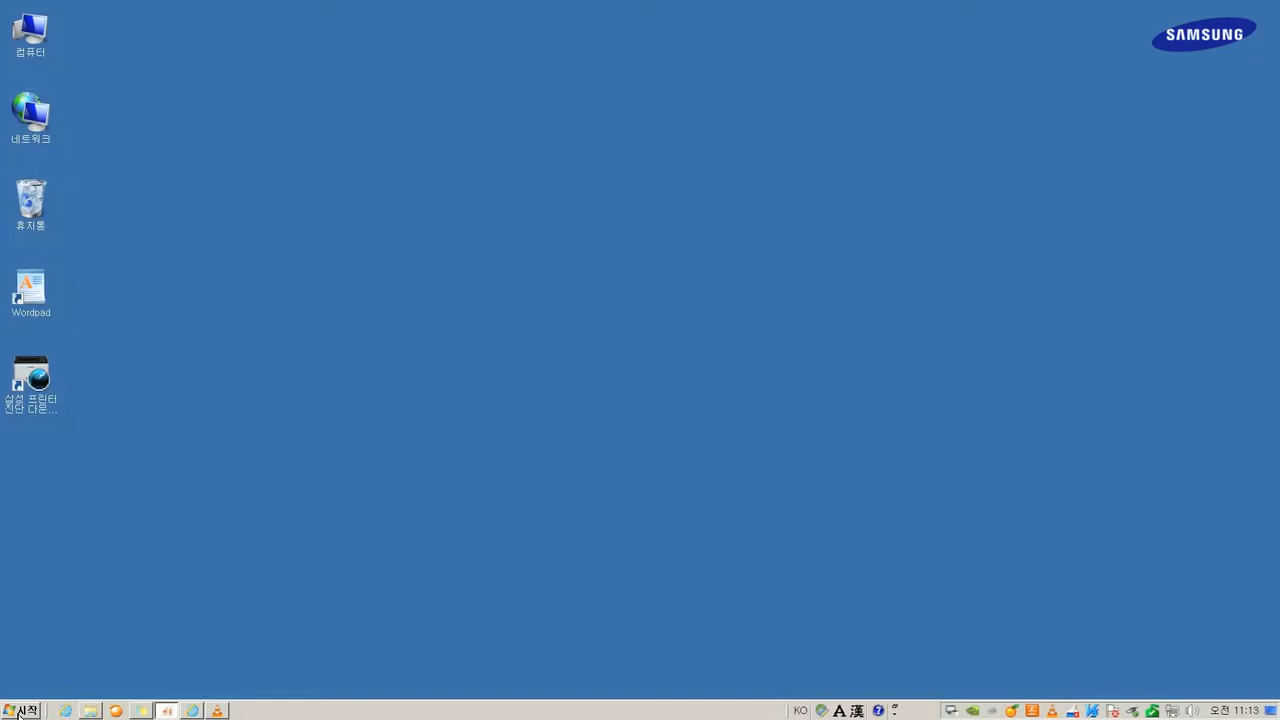 컴퓨터
SAMSUNG
네트워크
휴지통
Wordpad
삼성 프린터
진단 다운...
시작
KO
A 漢
오전 11:13